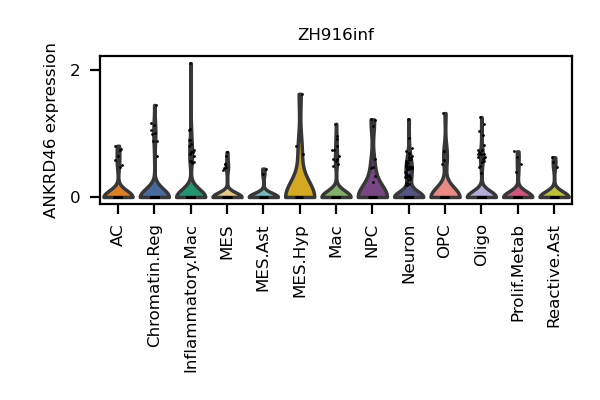 ZH916inf
ANKRD46 expression
2
0
AC
Chromatin.Reg
Inflammatory.Mac
MES
MES.Ast
MES.Hyp
Mac
NPC
Neuron
OPC
Oligo
Prolif.Metab
Reactive.Ast